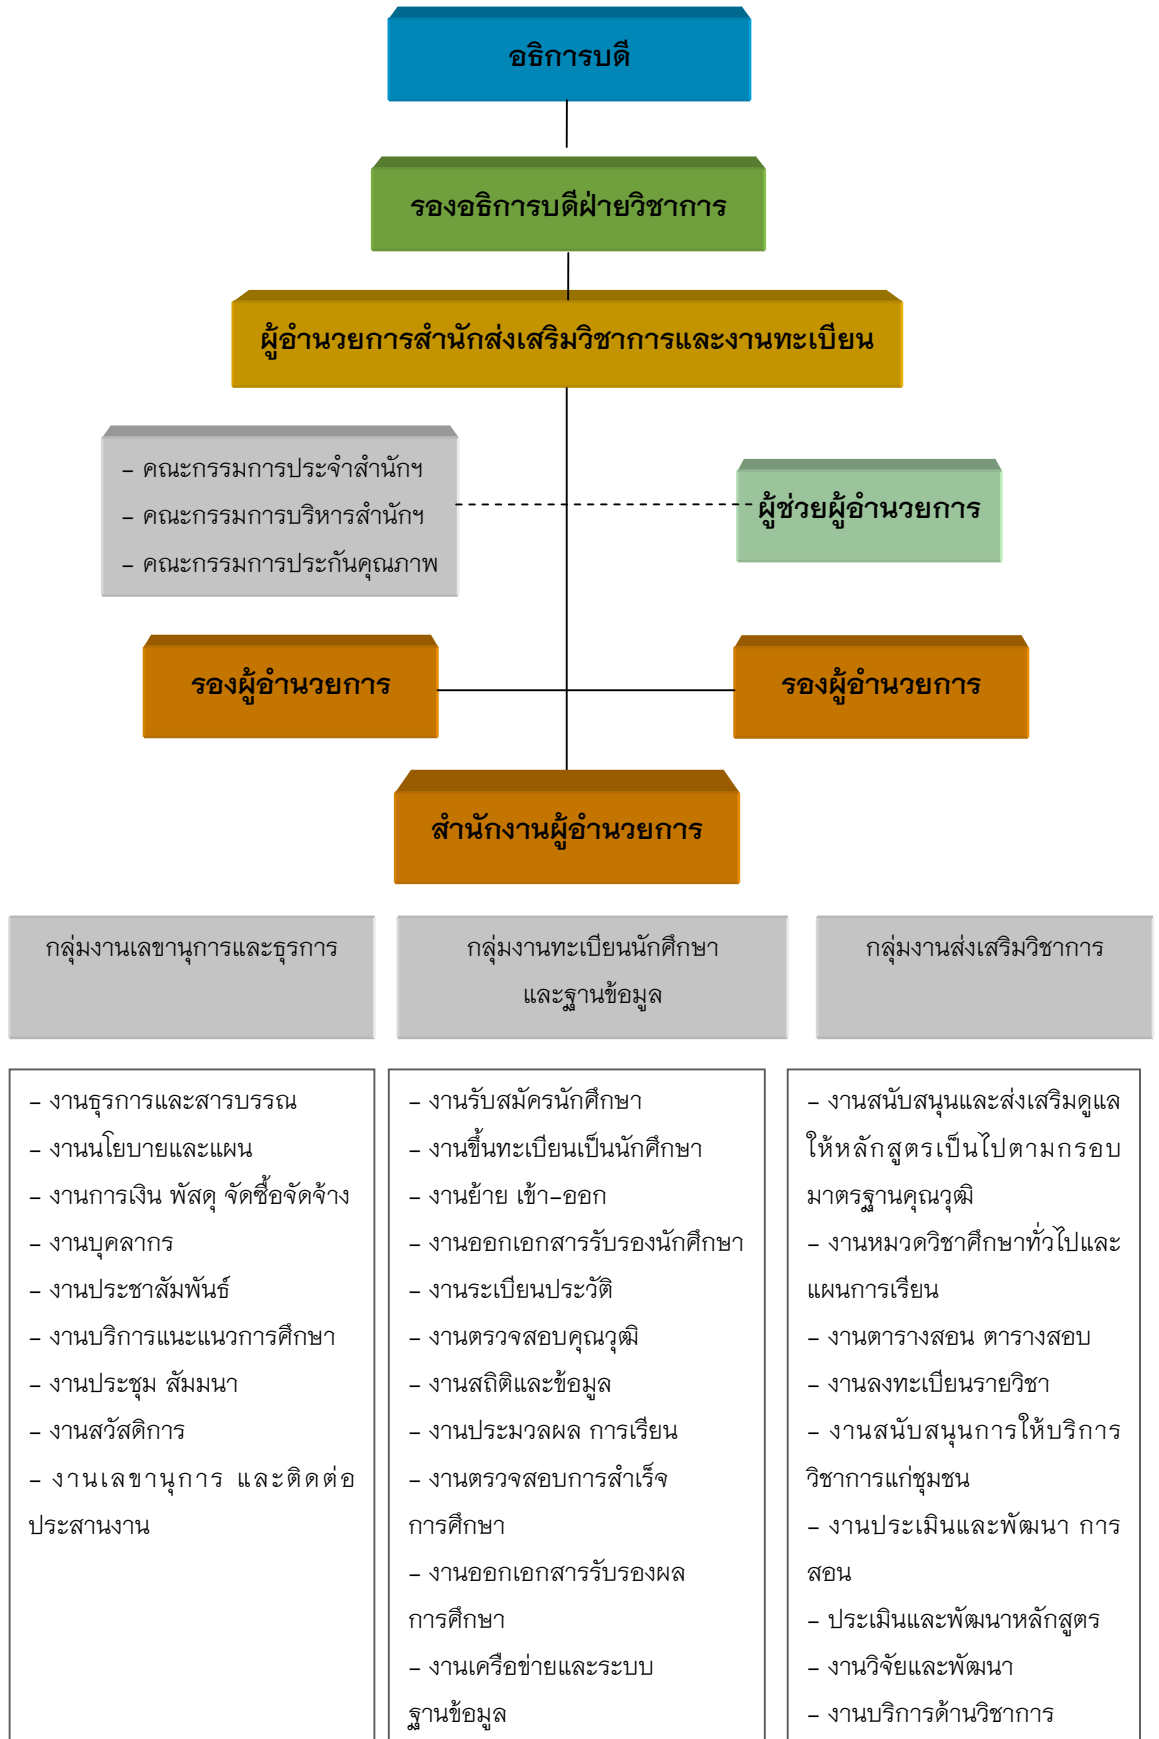 อธิการบดี
รองอธิการบดีฝ่ายวิชาการ
ผู้อำนวยการสำนักส่งเสริมวิชาการและงานทะเบียน
– คณะกรรมการประจำสำนักฯ
– คณะกรรมการบริหารสำนักฯ
– คณะกรรมการประกันคุณภาพ
ผู้ช่วยผู้อำนวยการ
รองผู้อำนวยการ
รองผู้อำนวยการ
สำนักงานผู้อำนวยการ
กลุ่มงานเลขานุการและธุรการ
กลุ่มงานทะเบียนนักศึกษา
และฐานข้อมูล
กลุ่มงานส่งเสริมวิชาการ
– งานธุรการและสารบรรณ
– งานนโยบายและแผน
– งานการเงิน พัสดุ จัดซื้อจัดจ้าง
– งานบุคลากร
– งานประชาสัมพันธ์
– งานบริการแนะแนวการศึกษา
– งานประชุม สัมมนา
– งานสวัสดิการ
– งานเลขานุการ และติดต่อ
ประสานงาน
– งานรับสมัครนักศึกษา
– งานขึ้นทะเบียนเป็นนักศึกษา
– งานย้าย เข้า–ออก
– งานออกเอกสารรับรองนักศึกษา
– งานระเบียนประวัติ
– งานตรวจสอบคุณวุฒิ
– งานสถิติและข้อมูล
– งานประมวลผล การเรียน
– งานตรวจสอบการสำเร็จ
การศึกษา
– งานออกเอกสารรับรองผล
การศึกษา
– งานเครือข่ายและระบบ
ฐานข้อมูล
– งานสนับสนุนและส่งเสริมดูแล
ให้หลักสูตรเป็นไปตามกรอบ
มาตรฐานคุณวุฒิ
– งานหมวดวิชาศึกษาทั่วไปและ
แผนการเรียน
– งานตารางสอน ตารางสอบ
– งานลงทะเบียนรายวิชา
– งานสนับสนุนการให้บริการ
วิชาการแก่ชุมชน
– งานประเมินและพัฒนา การ
สอน
– ประเมินและพัฒนาหลักสูตร
– งานวิจัยและพัฒนา
– งานบริการด้านวิชาการ